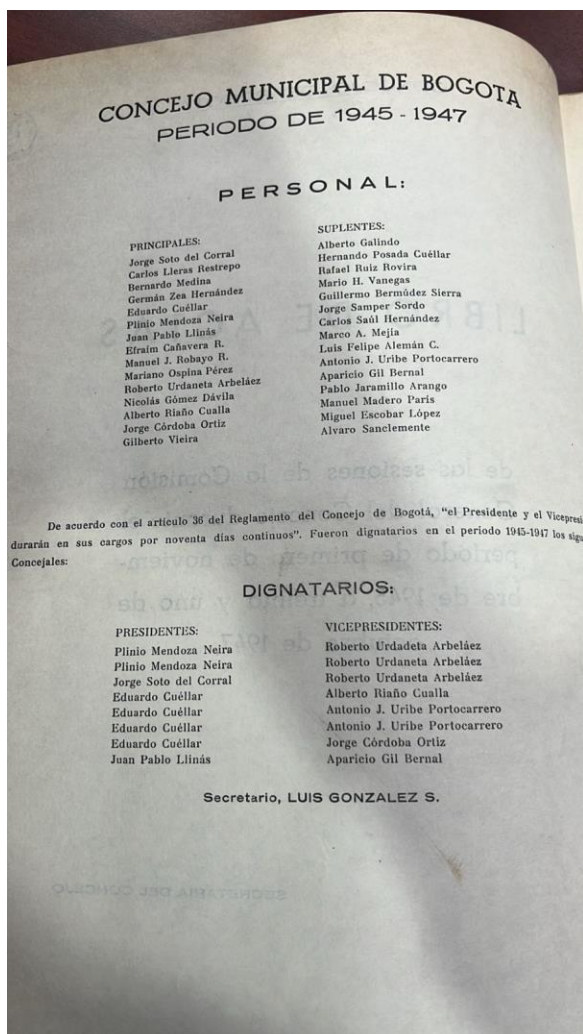 CONCEJO MUNICIPAL DE BOGOTA
PERIODO DE 1945 - 1947
PERSONAL:
PRINCIPALES:
Jorge Soto del Corral
Carlos Lleras Restrepo
Bernardo Medina
Germán Zea Hernández
Eduardo Cuéllar
Plinio Mendoza Neira
Juan Pablo Llinás
Efraím Cañavera R.
Manuel J. Robayo R.
Mariano Ospina Pérez
Roberto Urdaneta Arbeláez
Nicolás Gómez Dávila
Alberto Riaño Cualla
Jorge Córdoba Ortiz
Gilberto Vieira
SUPLENTES:
Alberto Galindo
Hernando Posada Cuéllar
Rafael Ruiz Rovira
Mario H. Vanegas
Guillermo Bermúdez Sierra
Jorge Samper Sordo
Carlos Saúl Hernández
Marco A. Mejía
Luis Felipe Alemán C.
Antonio J. Uribe Portocarrero
Aparicio Gil Bernal
Pablo Jaramillo Arango
Manuel Madero París
Miguel Escobar López
Alvaro Sanclemente
De acuerdo con el artículo 36 del Reglamento del Concejo de Bogotá, "el Presidente y el Vicepresi
durarán en sus cargos por noventa días continuos". Fueron dignatarios en el período 1945-1947 los sigu
Concejales:
DIGNATARIOS:
PRESIDENTES:
Plinio Mendoza Neira
Plinio Mendoza Neira
Jorge Soto del Corral
Eduardo Cuéllar
Eduardo Cuéllar
Eduardo Cuéllar
Eduardo Cuéllar
Juan Pablo Llinás
VICEPRESIDENTES:
Roberto Urdadeta Arbeláez
Roberto Urdaneta Arbeláez
Roberto Urdaneta Arbeláez
Alberto Riaño Cualla
Antonio J. Uribe Portocarrero
Antonio J. Uribe Portocarrero
Jorge Córdoba Ortiz
Aparicio Gil Bernal
Secretario, LUIS GONZALEZ S.